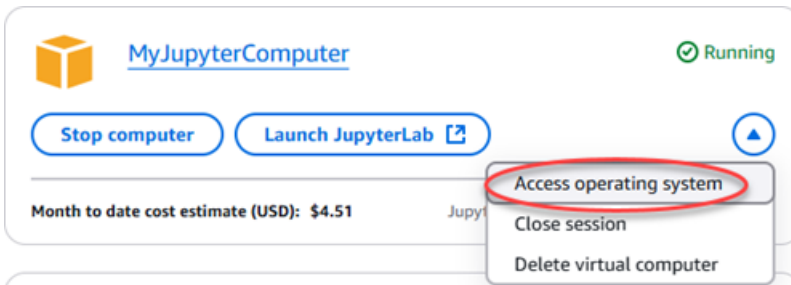 MyJupyterComputer
Running
Stop computer
Launch JupyterLab
Access operating system
Month to date cost estimate (USD): $4.51
Close session
Delete virtual computer